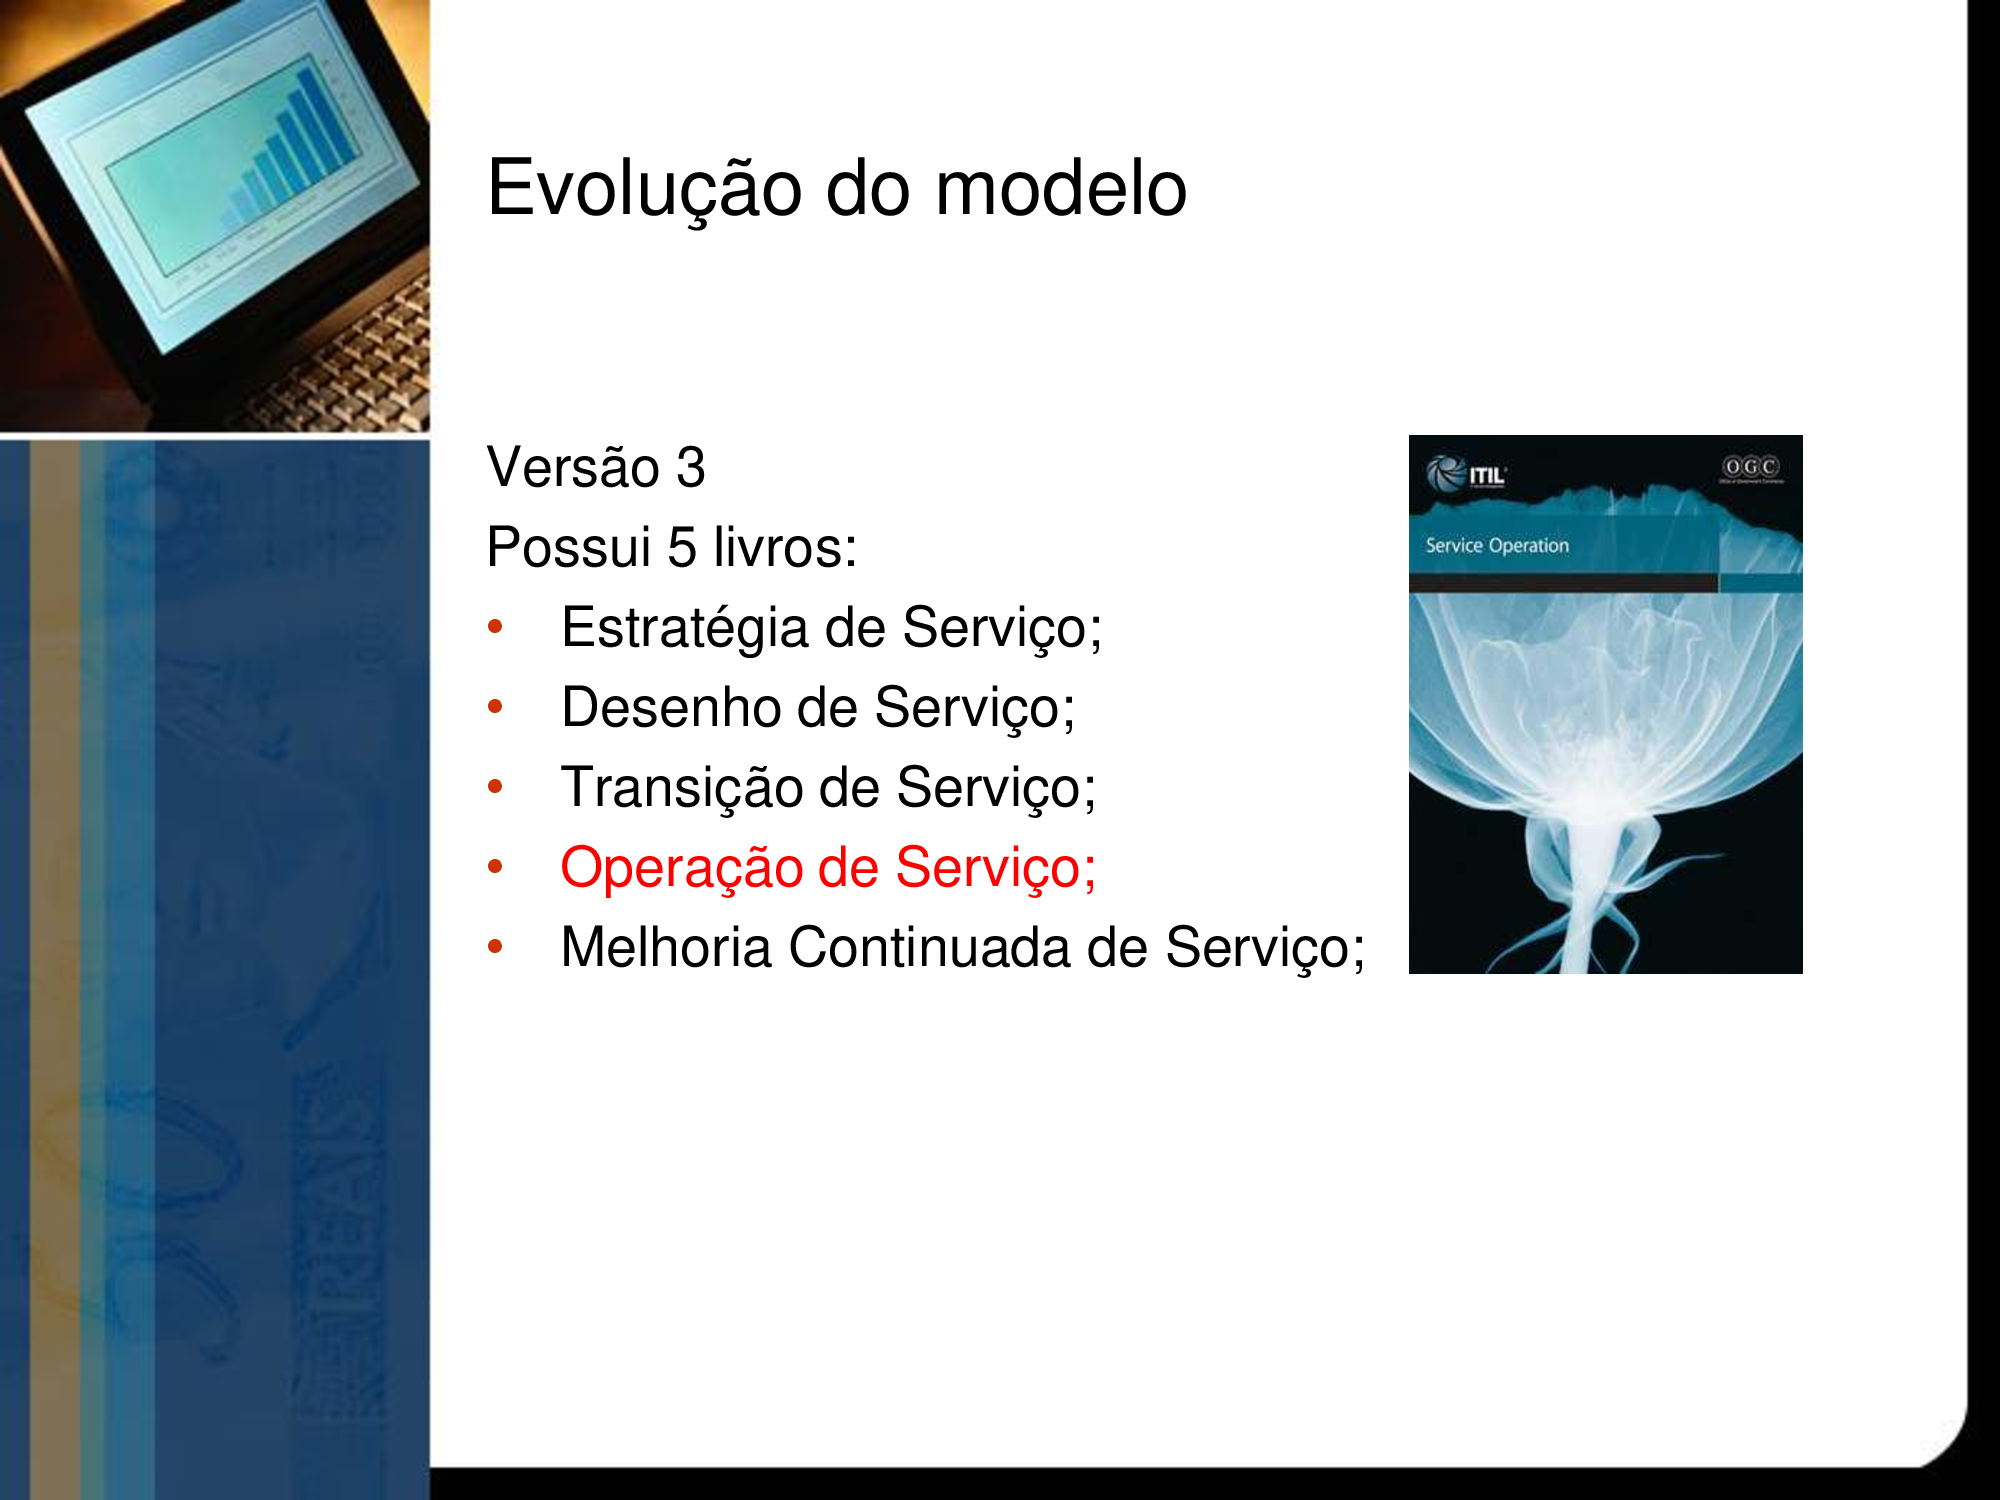 Evolução do modelo
Versão 3
Possui 5 livros:
• Estratégia de Serviço;
• Desenho de Serviço;
• Transição de Serviço;
• Operação de Serviço;
• Melhoria Continuada de Serviço;
ITIL
OGC
Service Operation
REAIS